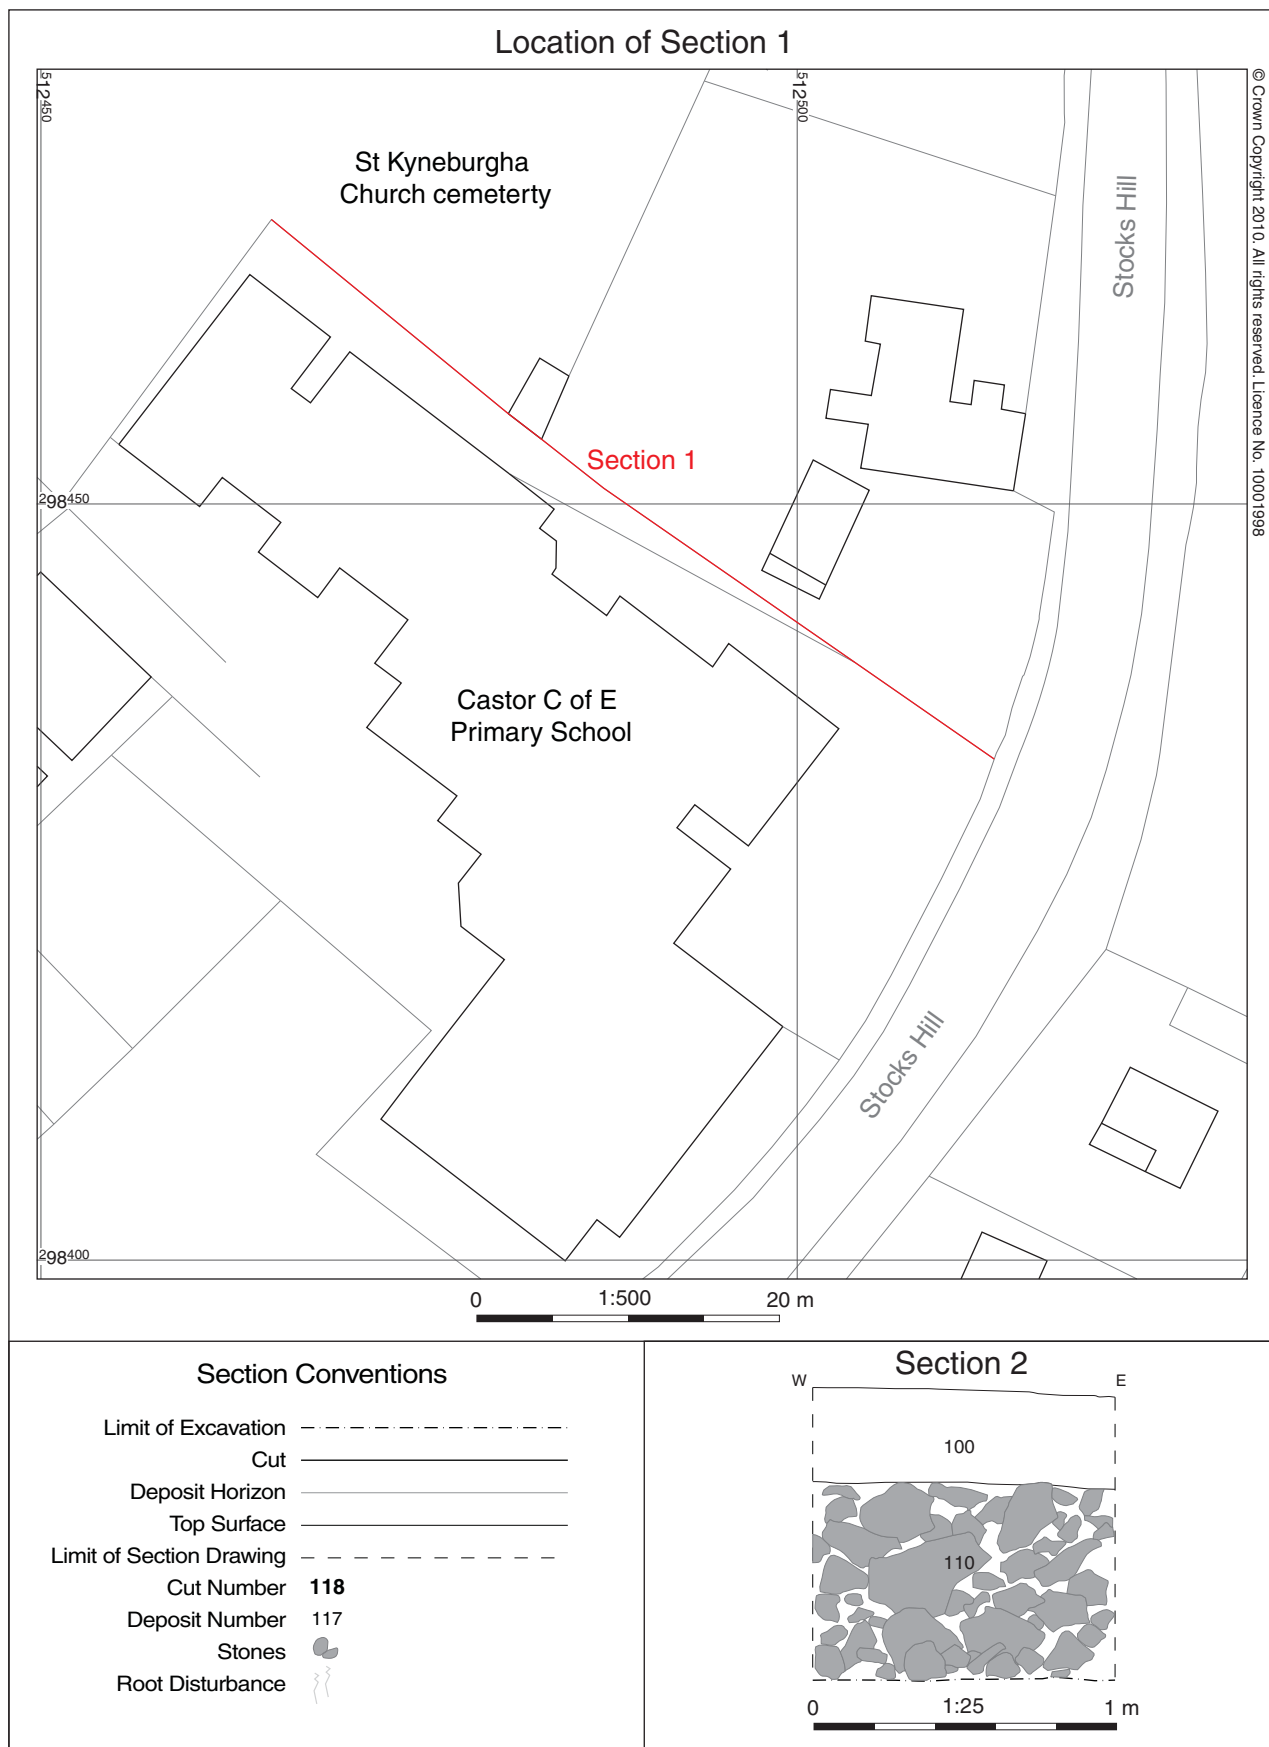 Location of Section 1
512450
512500
© Crown Copyright 2010. All rights reserved. Licence No. 10001998
St Kyneburgha
Church cemeterty
Stocks Hill
Section 1
298450
Castor C of E
Primary School
Stocks Hill
298400
0 1:500 20 m
Section Conventions
Limit of Excavation
Cut
Deposit Horizon
Top Surface
Limit of Section Drawing
Cut Number 118
Deposit Number 117
Stones
Root Disturbance
Section 2
W E
100
110
0 1:25 1 m